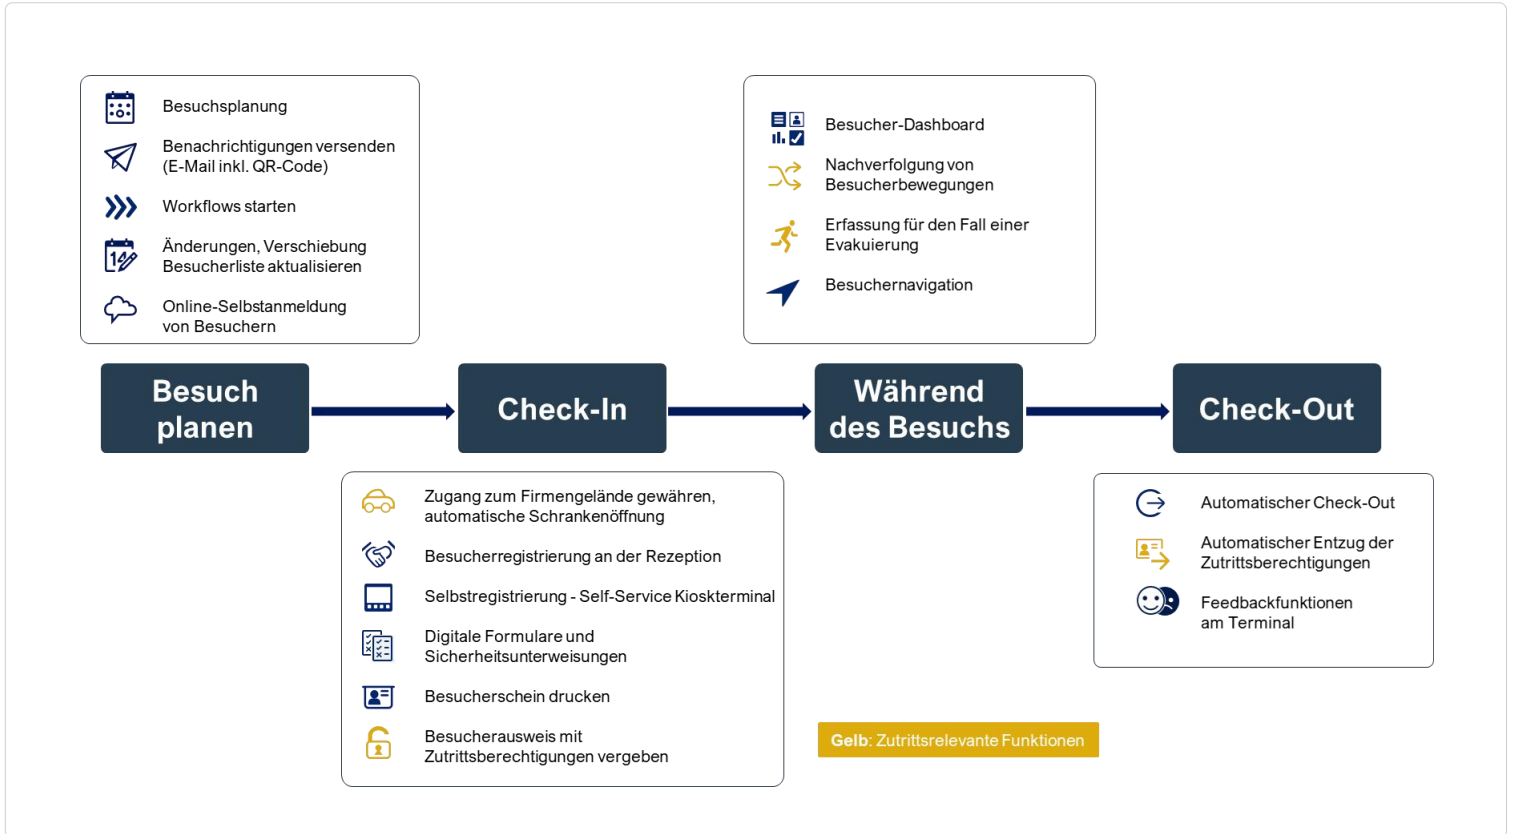 Besuchsplanung
Benachrichtigungen versenden
(E-Mail inkl. QR-Code)
Workflows starten
Änderungen, Verschiebung
Besucherliste aktualisieren
Online-Selbstanmeldung
von Besuchern
Besucher-Dashboard
Nachverfolgung von
Besucherbewegungen
Erfassung für den Fall einer
Evakuierung
Besuchernavigation
Besuch
planen
Check-In
Während
des Besuchs
Check-Out
Zugang zum Firmengelände gewähren,
automatische Schrankenöffnung
Besucherregistrierung an der Rezeption
Selbstregistrierung - Self-Service Kioskterminal
Digitale Formulare und
Sicherheitsunterweisungen
Besucherschein drucken
Besucherausweis mit
Zutrittsberechtigungen vergeben
Automatischer Check-Out
Automatischer Entzug der
Zutrittsberechtigungen
Feedbackfunktionen
am Terminal
Gelb: Zutrittsrelevante Funktionen
14